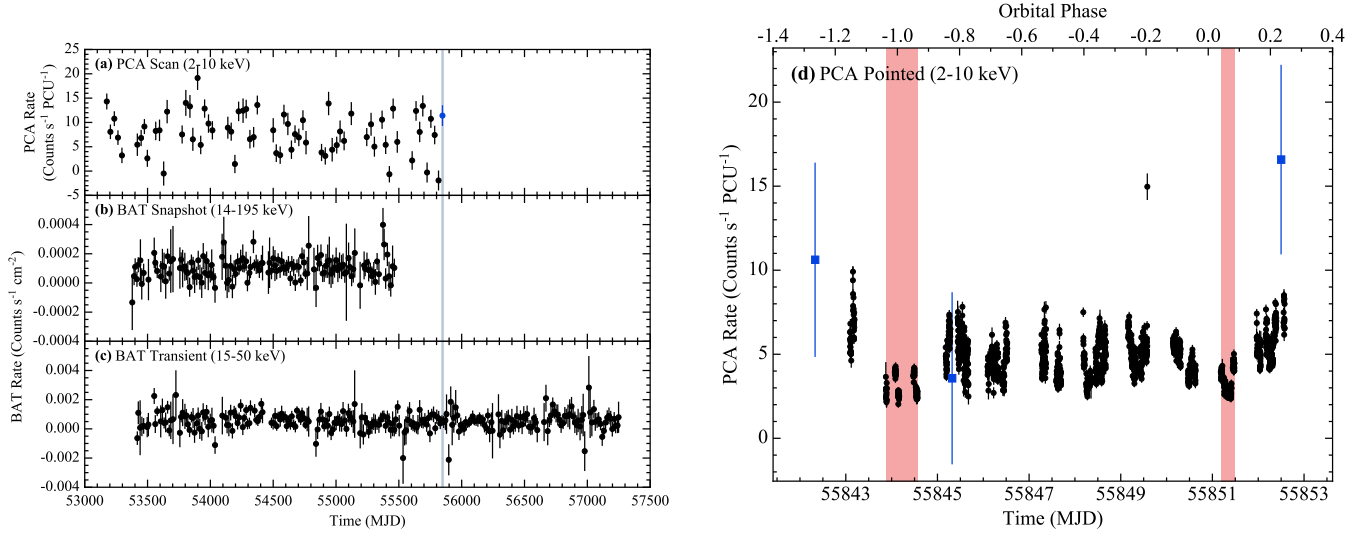 (a) PCA Scan (2-10 keV)
25
20
15
10
5
0
-5
PCA Rate
(Counts s⁻¹ PCU⁻¹)
(b) BAT Snapshot (14-195 keV)
0.0004
0.0002
0.0000
-0.0002
-0.0004
(c) BAT Transient (15-50 keV)
0.004
0.002
0.000
-0.002
-0.004
BAT Rate (Counts s⁻¹ cm⁻²)
53000 53500 54000 54500 55000 55500 56000 56500 57000 57500
Time (MJD)
Orbital Phase
-1.4 -1.2 -1.0 -0.8 -0.6 -0.4 -0.2 0.0 0.2 0.4
(d) PCA Pointed (2-10 keV)
20
15
10
5
0
PCA Rate (Counts s⁻¹ PCU⁻¹)
55843 55845 55847 55849 55851 55853
Time (MJD)